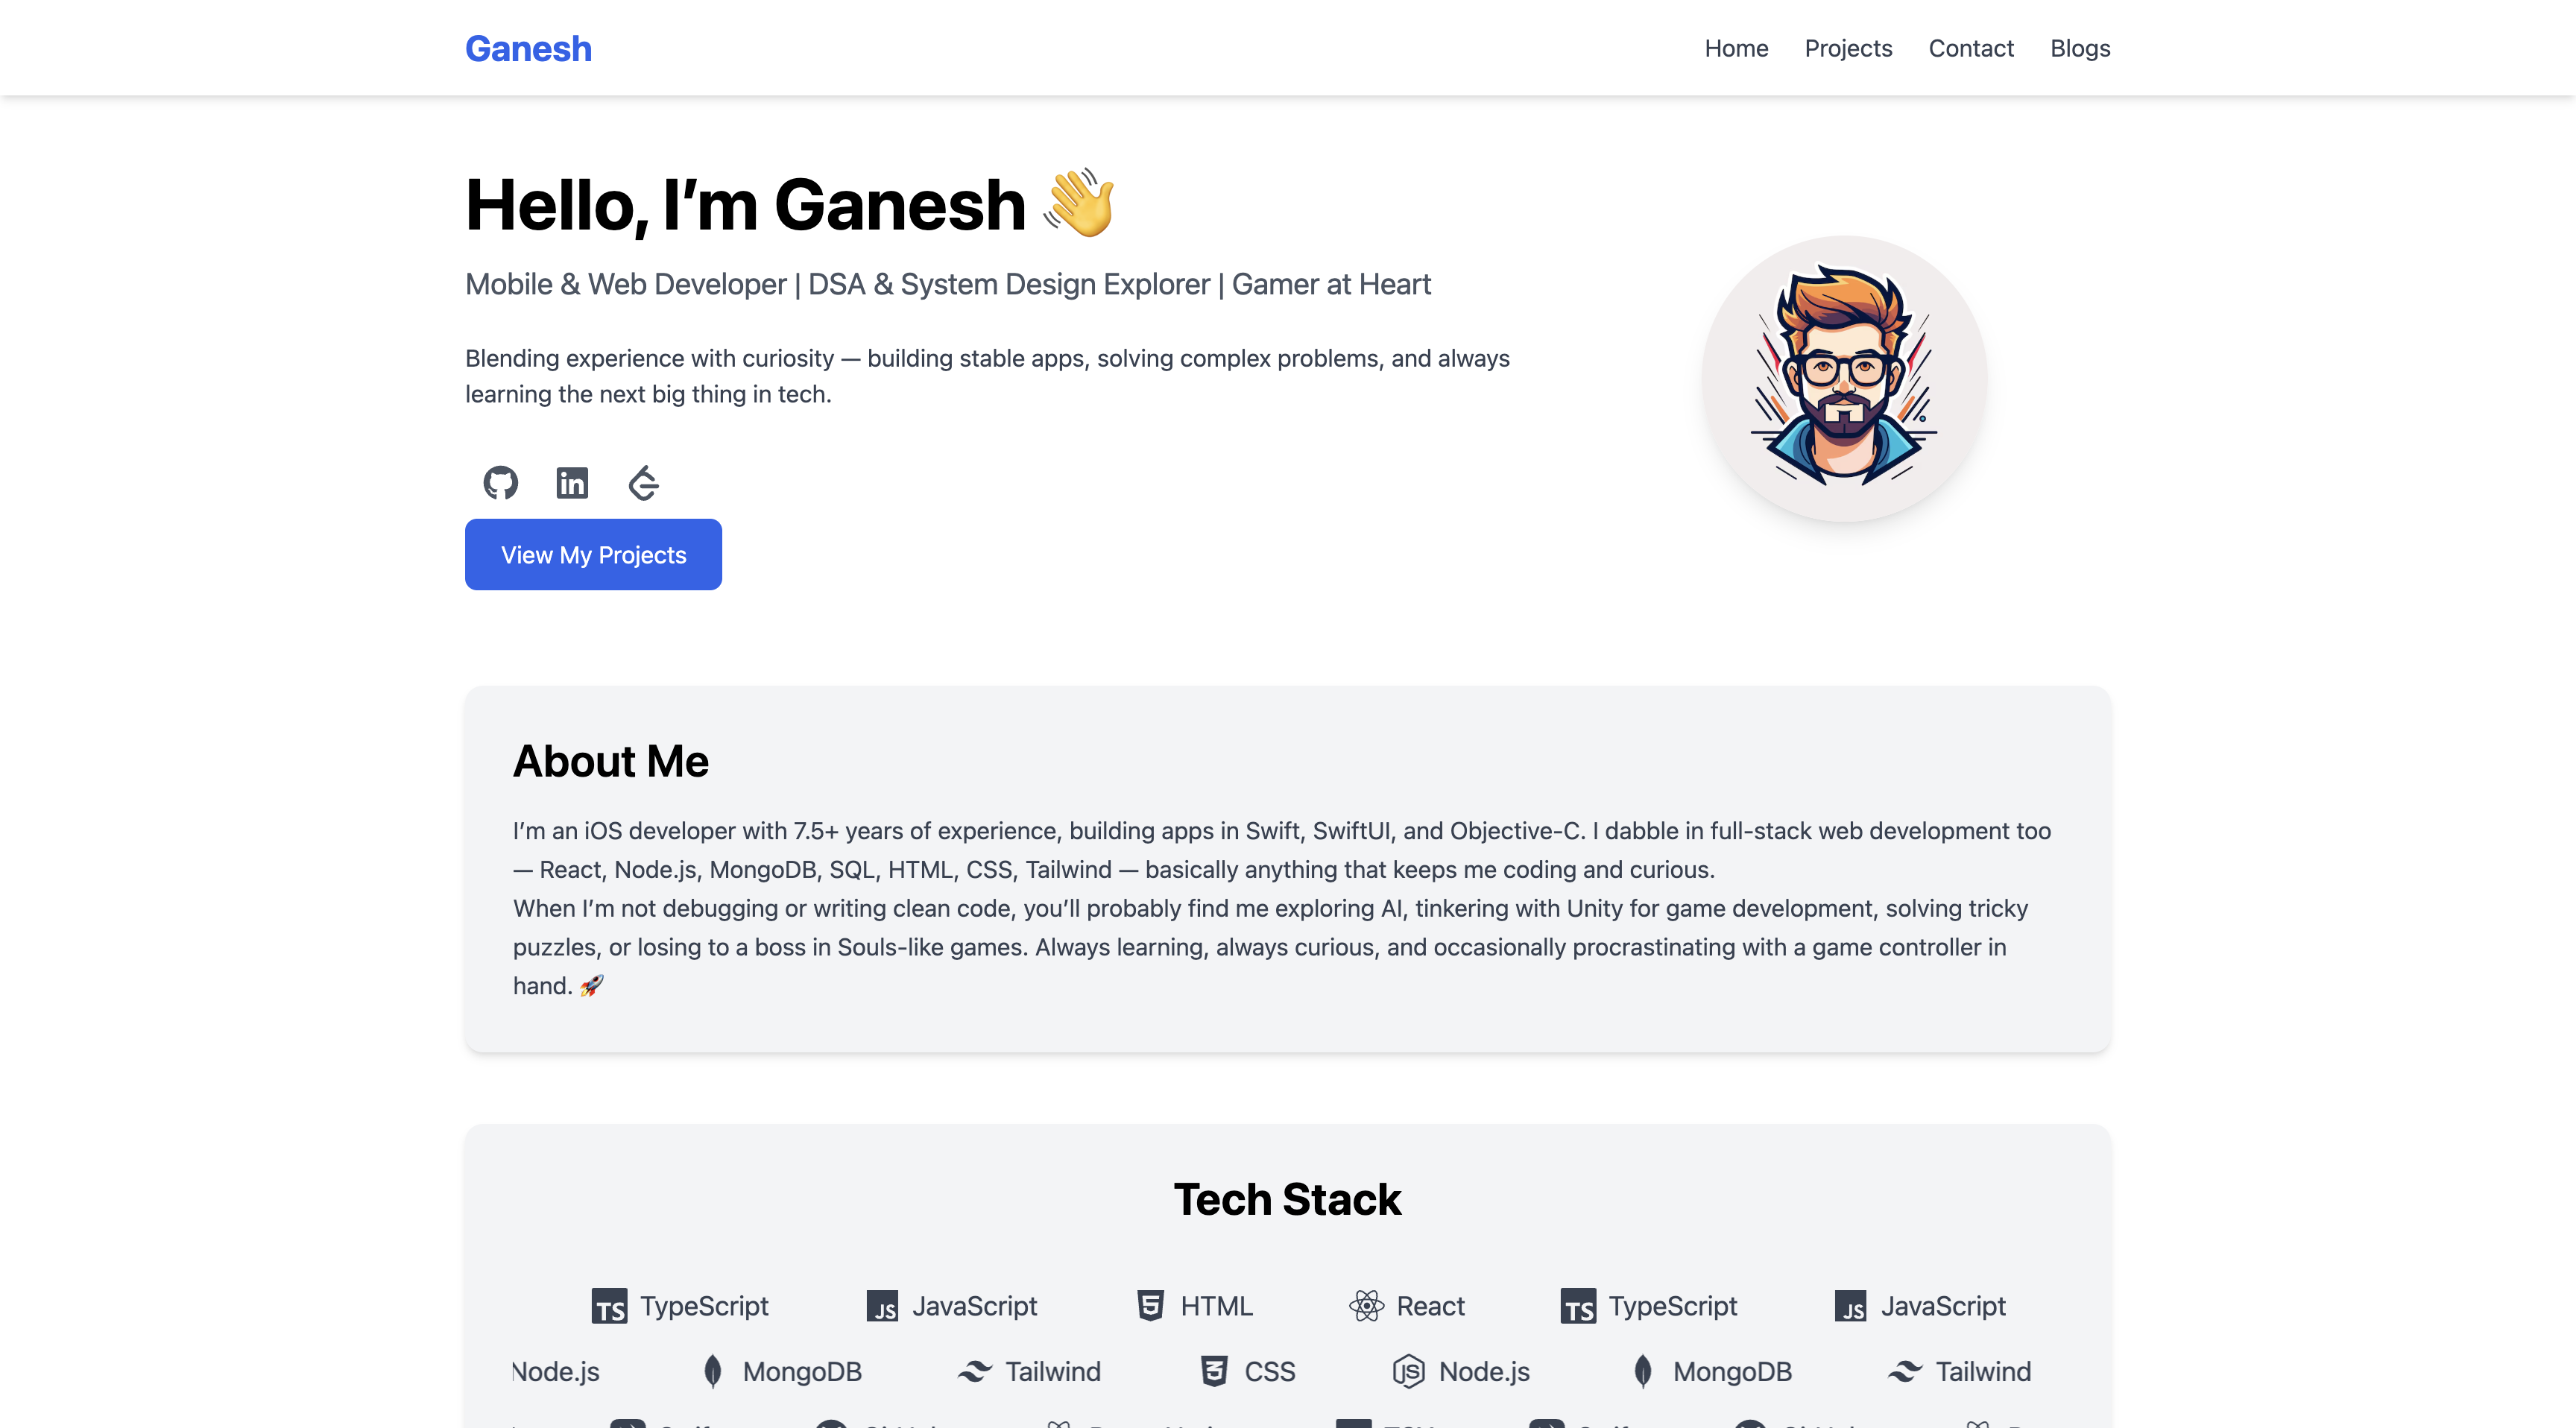 Ganesh
Home Projects Contact Blogs
Hello, I’m Ganesh 👋
Mobile & Web Developer | DSA & System Design Explorer | Gamer at Heart
Blending experience with curiosity — building stable apps, solving complex problems, and always
learning the next big thing in tech.
View My Projects
About Me
I’m an iOS developer with 7.5+ years of experience, building apps in Swift, SwiftUI, and Objective-C. I dabble in full-stack web development too
— React, Node.js, MongoDB, SQL, HTML, CSS, Tailwind — basically anything that keeps me coding and curious.
When I’m not debugging or writing clean code, you’ll probably find me exploring AI, tinkering with Unity for game development, solving tricky
puzzles, or losing to a boss in Souls-like games. Always learning, always curious, and occasionally procrastinating with a game controller in
hand. 🚀
Tech Stack
TypeScript JavaScript HTML React TypeScript JavaScript
Node.js MongoDB Tailwind CSS Node.js MongoDB Tailwind